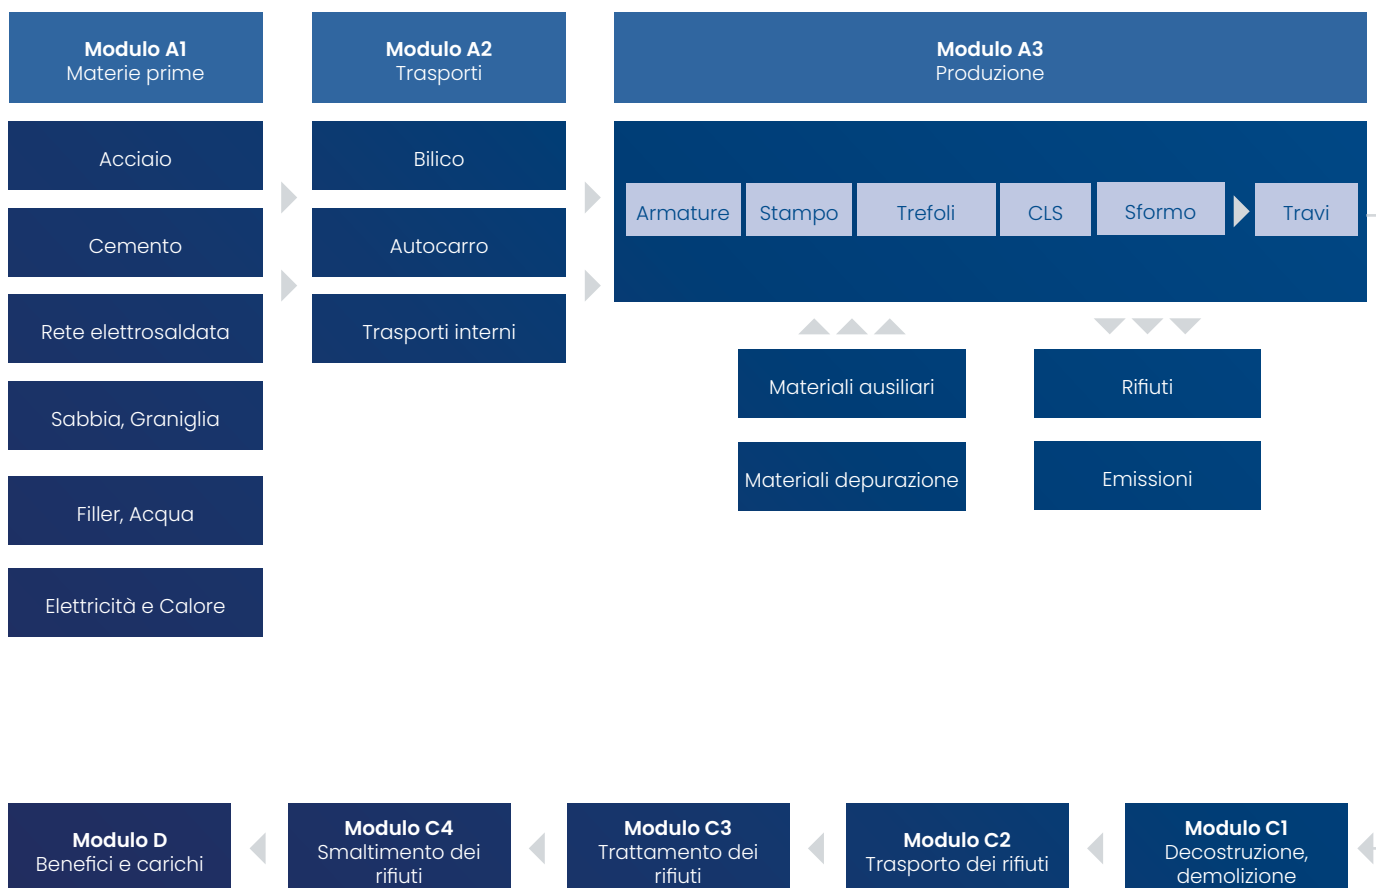 Modulo A1
Materie prime
Modulo A2
Trasporti
Modulo A3
Produzione
Acciaio
Cemento
Rete elettrosaldata
Sabbia, Graniglia
Filler, Acqua
Elettricità e Calore
Bilico
Autocarro
Trasporti interni
Armature
Stampo
Trefoli
CLS
Sformo
Travi
Materiali ausiliari
Materiali depurazione
Rifiuti
Emissioni
Modulo D
Benefici e carichi
Modulo C4
Smaltimento dei
rifiuti
Modulo C3
Trattamento dei
rifiuti
Modulo C2
Trasporto dei rifiuti
Modulo C1
Decostruzione,
demolizione